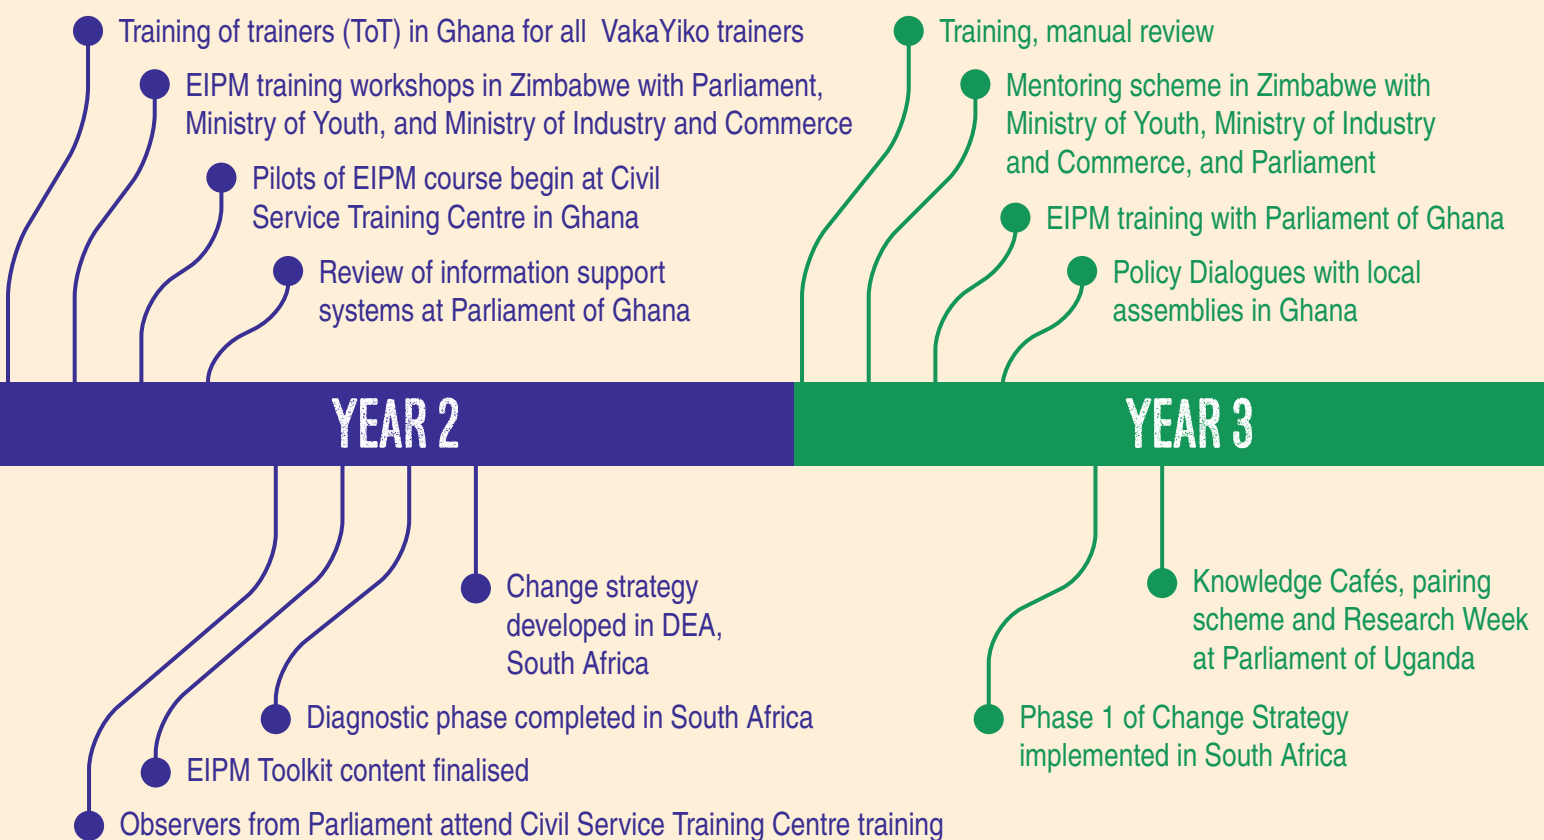 Training of trainers (ToT) in Ghana for all VakaYiko trainers
EIPM training workshops in Zimbabwe with Parliament,
Ministry of Youth, and Ministry of Industry and Commerce
Pilots of EIPM course begin at Civil
Service Training Centre in Ghana
Review of information support
systems at Parliament of Ghana
Training, manual review
Mentoring scheme in Zimbabwe with
Ministry of Youth, Ministry of Industry
and Commerce, and Parliament
EIPM training with Parliament of Ghana
Policy Dialogues with local
assemblies in Ghana
YEAR 2
YEAR 3
Change strategy
developed in DEA,
South Africa
Diagnostic phase completed in South Africa
EIPM Toolkit content finalised
Observers from Parliament attend Civil Service Training Centre training
Knowledge Cafés, pairing
scheme and Research Week
at Parliament of Uganda
Phase 1 of Change Strategy
implemented in South Africa